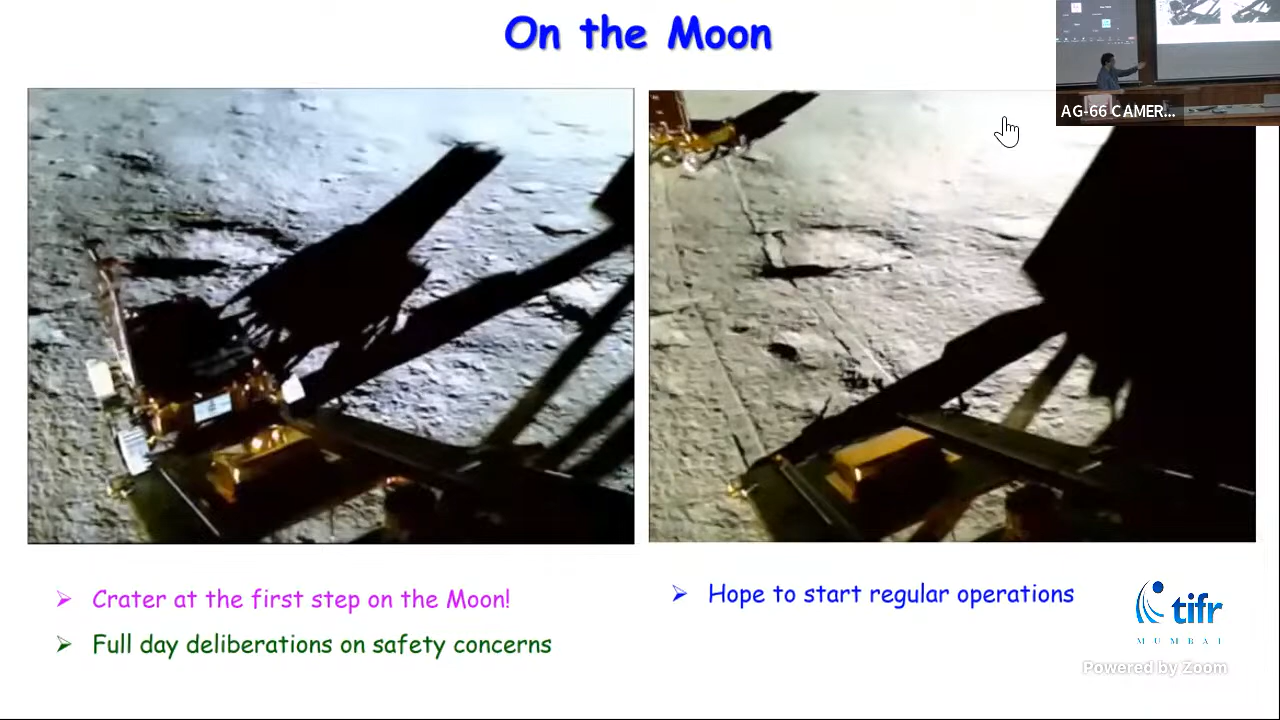 On the Moon
AG-66 CAMER...
➢ Crater at the first step on the Moon!
➢ Full day deliberations on safety concerns
➢ Hope to start regular operations
tifr
MUMBAI
Powered by Zoom